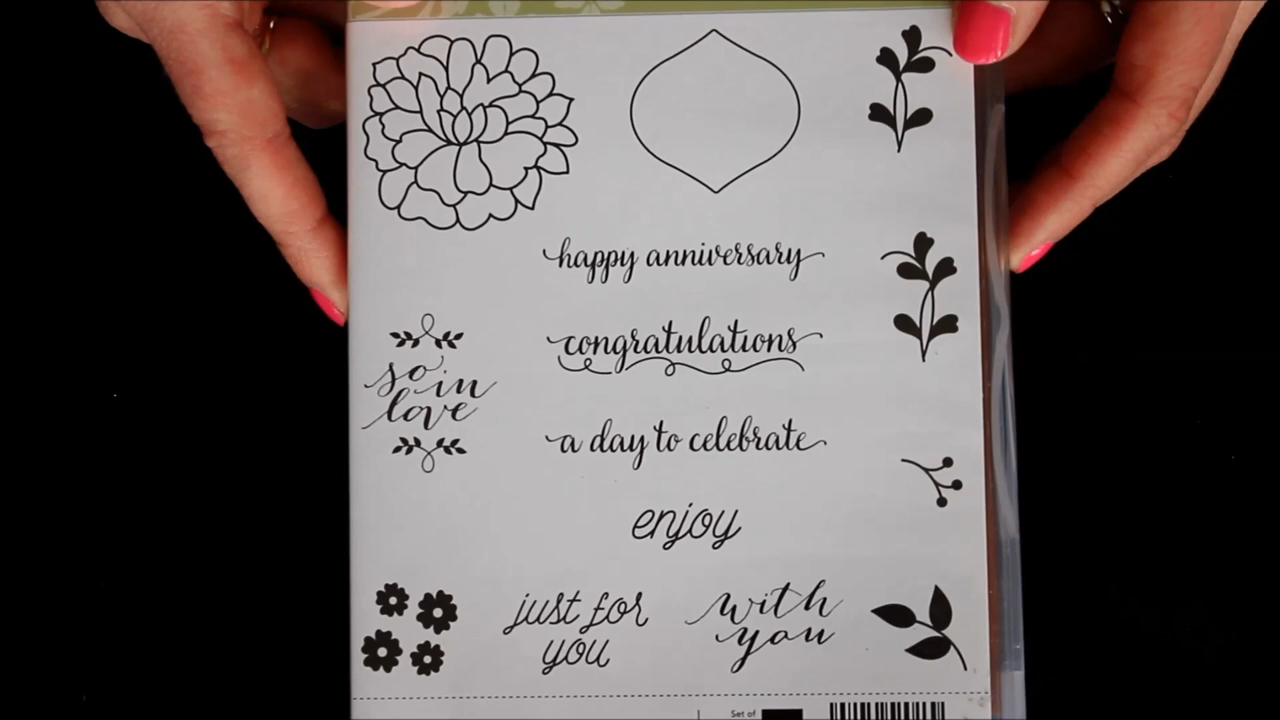 happy anniversary
congratulations
so in
love
a day to celebrate
enjoy
just for
you
with
you
Set of